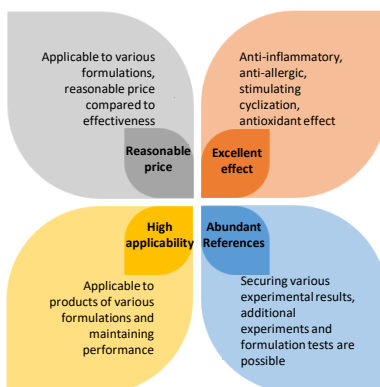 Applicable to various
formulations,
reasonable price
compared to
effectiveness
Reasonable
price
Anti-inflammatory,
anti-allergic,
stimulating
cyclization,
antioxidant effect
Excellent
effect
High
applicability
Applicable to
products of various
formulations and
maintaining
performance
Abundant
References
Securing various
experimental results,
additional
experiments and
formulation tests are
possible